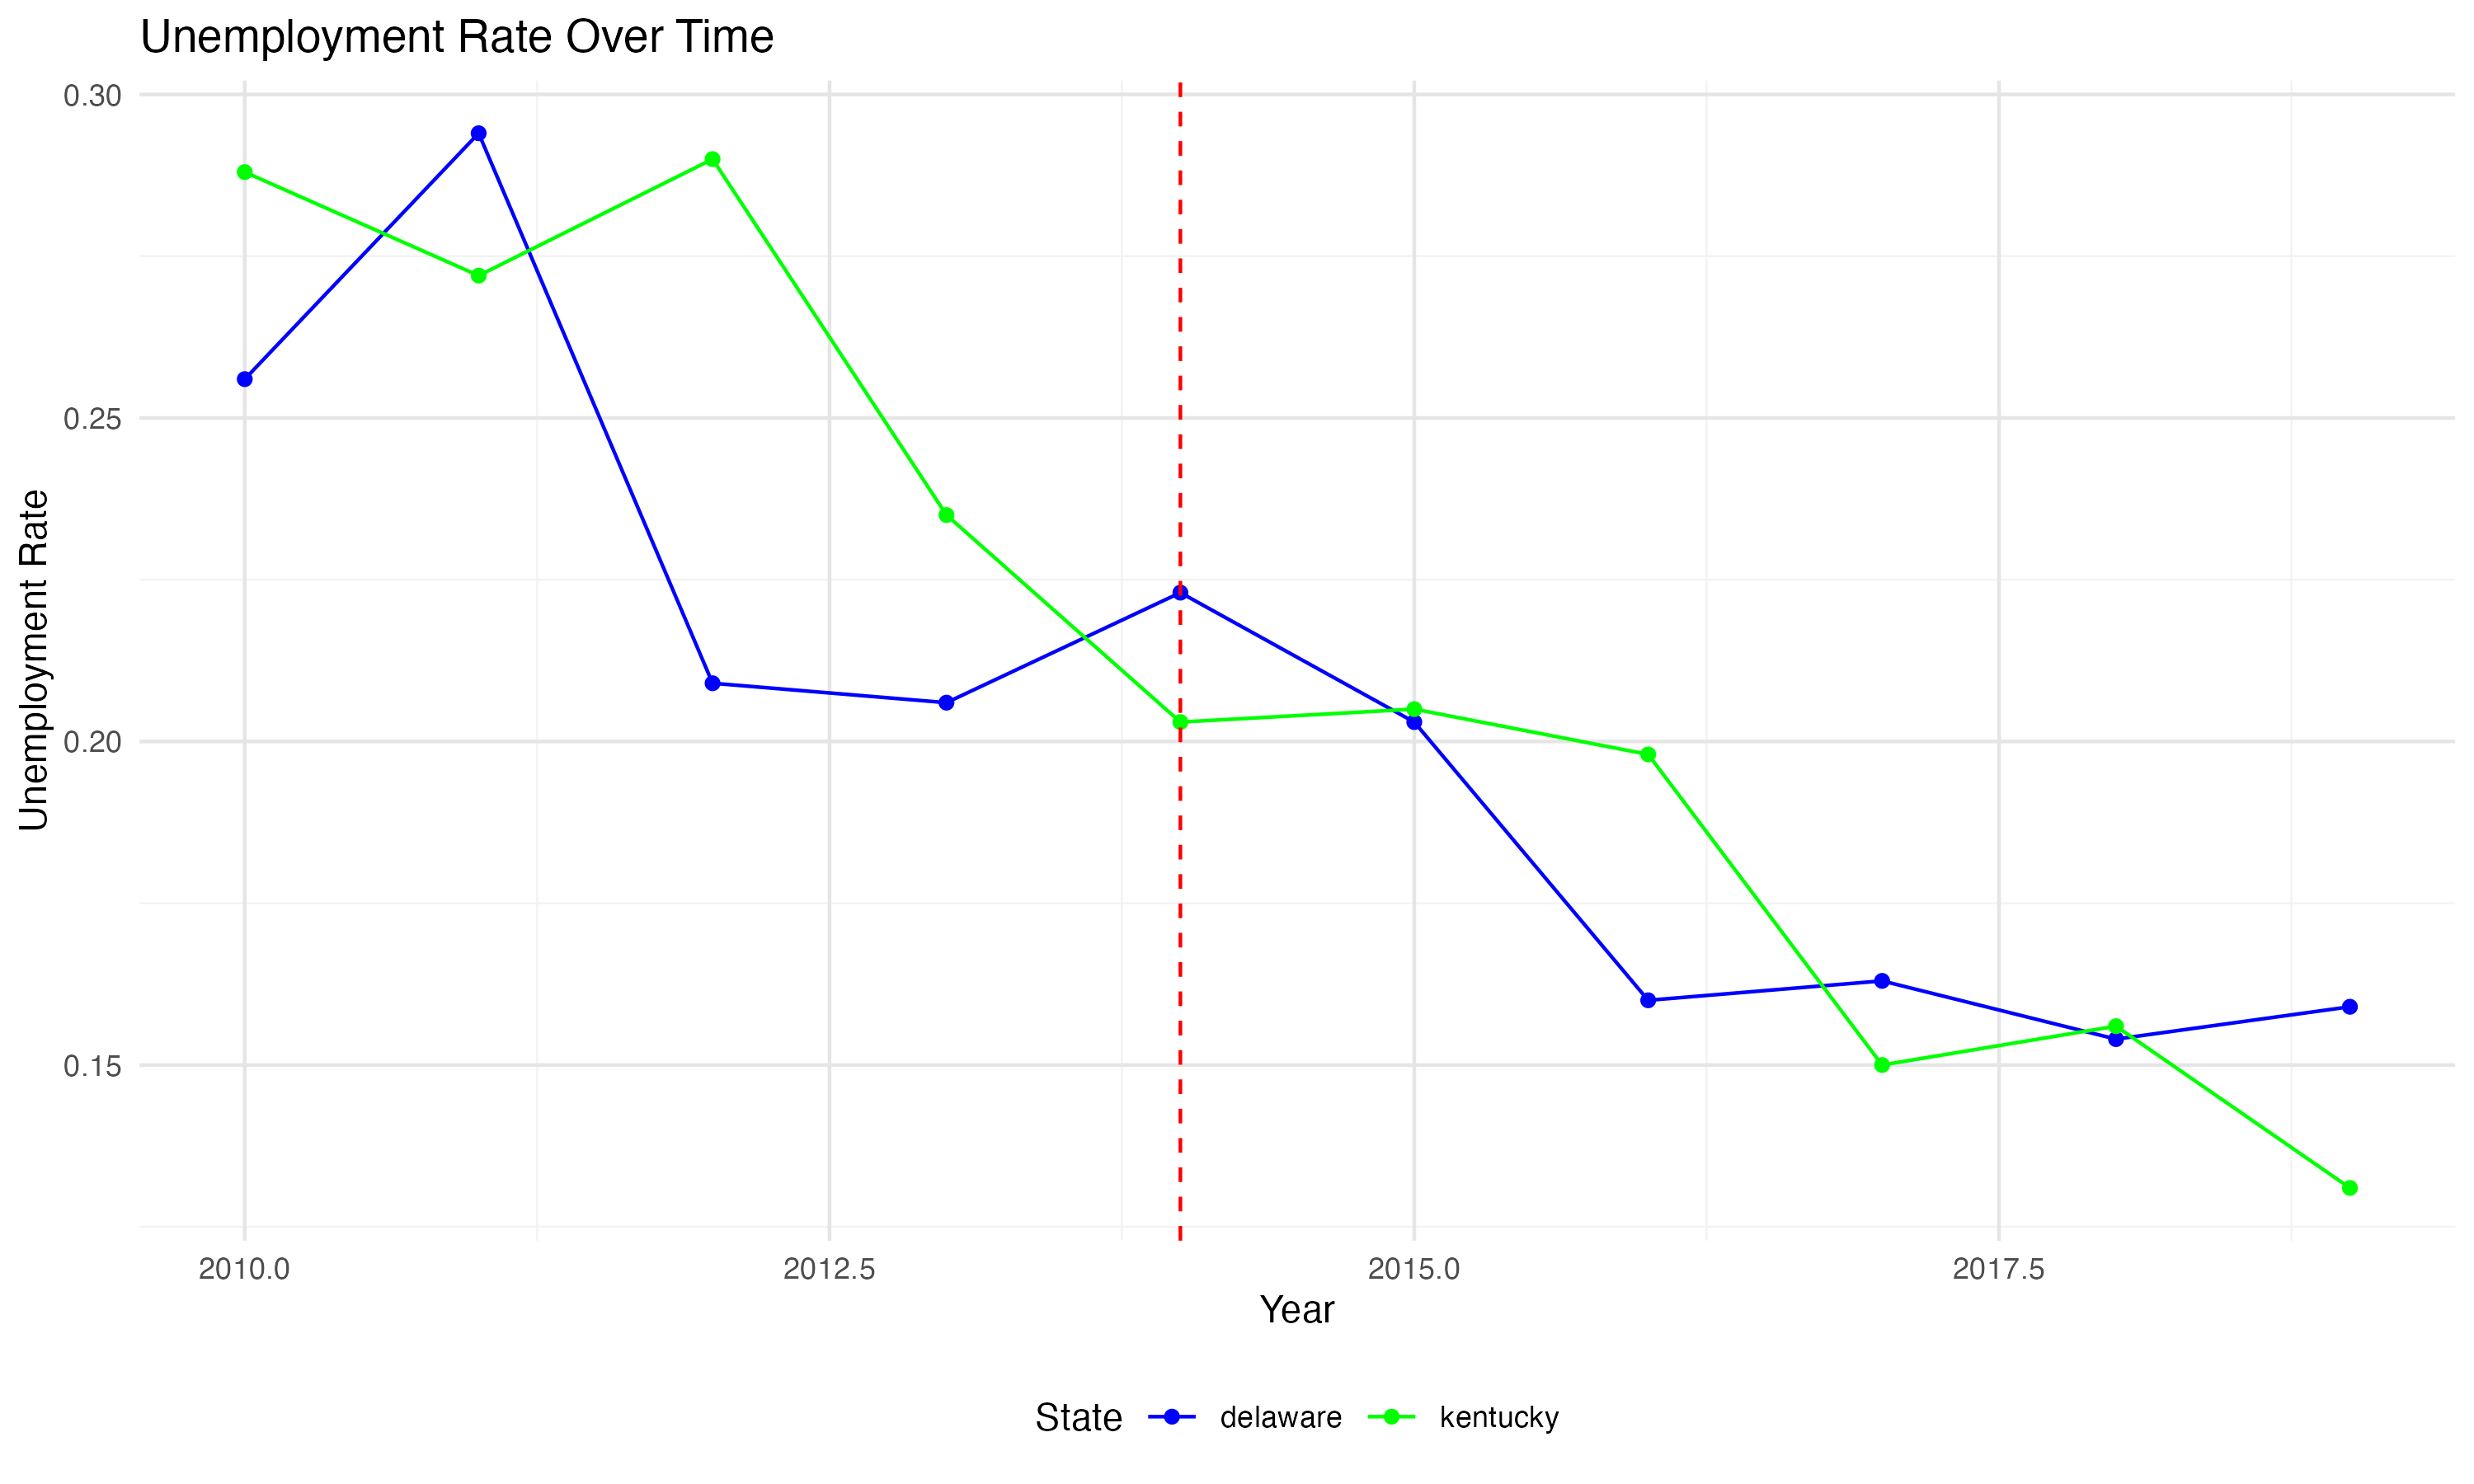 Unemployment Rate Over Time
Unemployment Rate
0.30
0.25
0.20
0.15
2010.0 2012.5 2015.0 2017.5
Year
State delaware kentucky